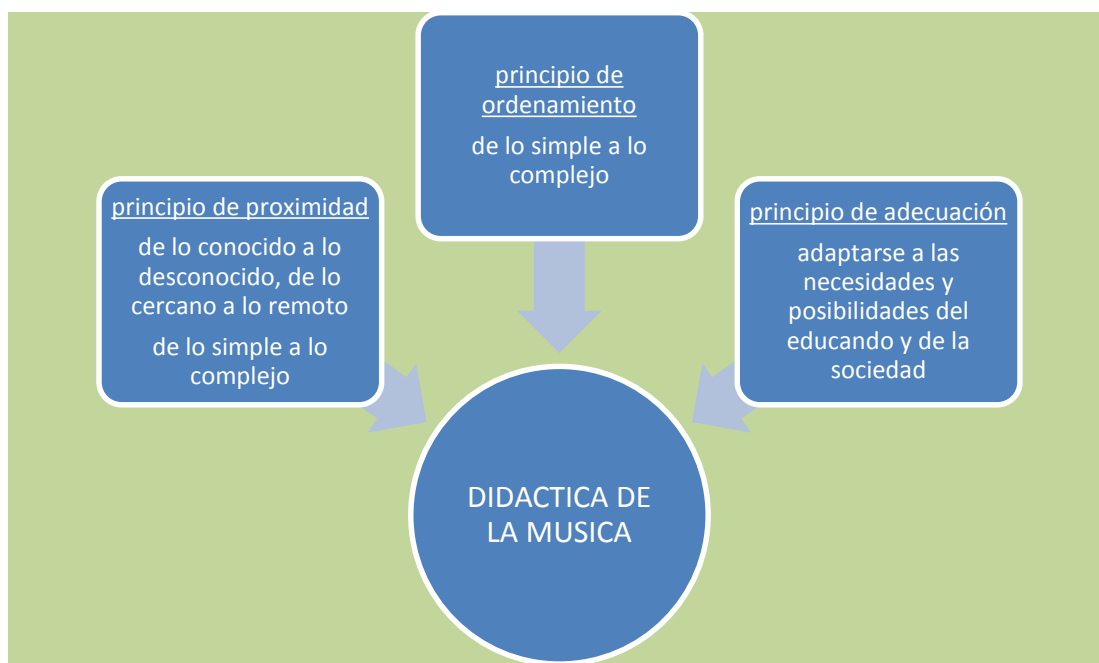 principio de
ordenamiento
de lo simple a lo
complejo
principio de proximidad
de lo conocido a lo
desconocido, de lo
cercano a lo remoto
de lo simple a lo
complejo
principio de adecuación
adaptarse a las
necesidades y
posibilidades del
educando y de la
sociedad
DIDACTICA DE
LA MUSICA